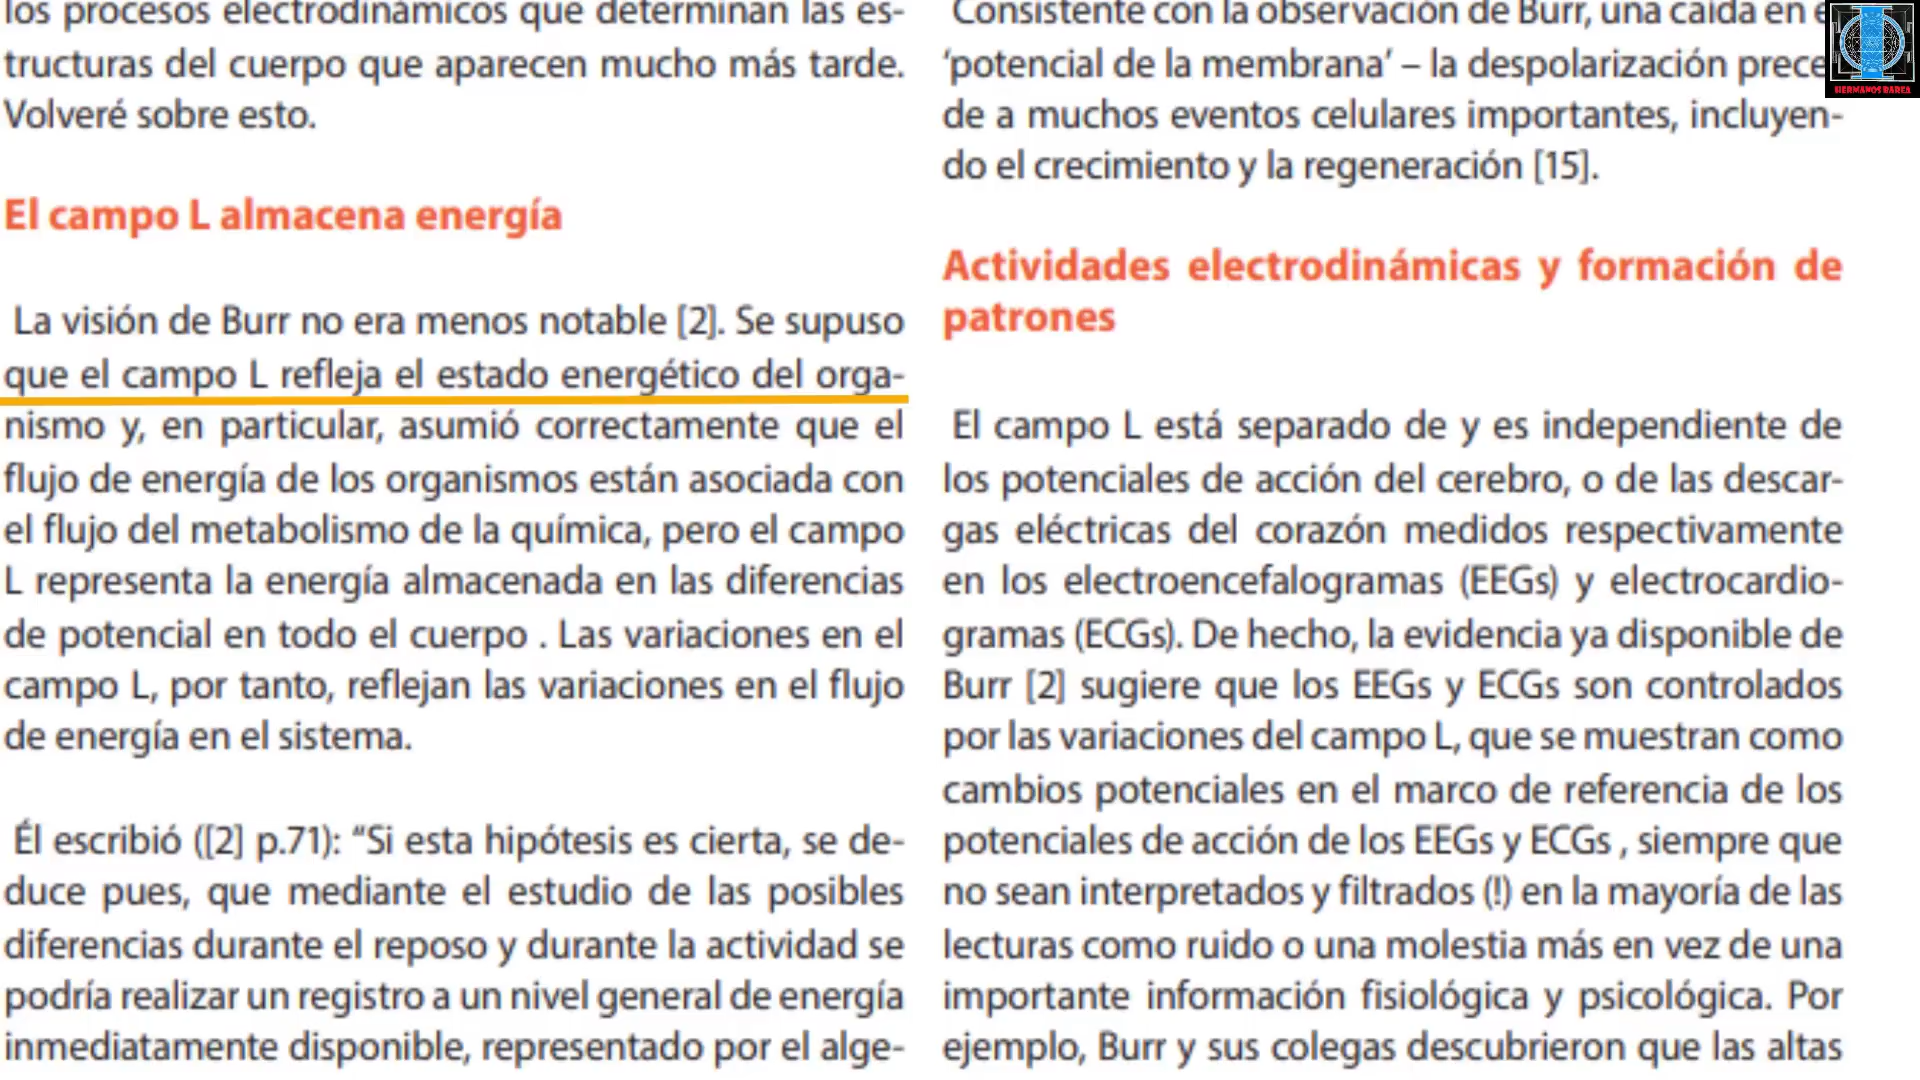 los procesos electrodinámicos que determinan las es-
tructuras del cuerpo que aparecen mucho más tarde.
Volveré sobre esto.
El campo L almacena energía
La visión de Burr no era menos notable [2]. Se supuso
que el campo L refleja el estado energético del orga-
nismo y, en particular, asumió correctamente que el
flujo de energía de los organismos están asociada con
el flujo del metabolismo de la química, pero el campo
L representa la energía almacenada en las diferencias
de potencial en todo el cuerpo . Las variaciones en el
campo L, por tanto, reflejan las variaciones en el flujo
de energía en el sistema.
Él escribió ([2] p.71): “Si esta hipótesis es cierta, se de-
duce pues, que mediante el estudio de las posibles
diferencias durante el reposo y durante la actividad se
podría realizar un registro a un nivel general de energía
inmediatamente disponible, representado por el alge-
Consistente con la observación de Burr, una caída en
‘potencial de la membrana’ – la despolarización prece
de a muchos eventos celulares importantes, incluyen-
do el crecimiento y la regeneración [15].
Actividades electrodinámicas y formación de
patrones
El campo L está separado de y es independiente de
los potenciales de acción del cerebro, o de las descar-
gas eléctricas del corazón medidos respectivamente
en los electroencefalogramas (EEGs) y electrocardio-
gramas (ECGs). De hecho, la evidencia ya disponible de
Burr [2] sugiere que los EEGs y ECGs son controlados
por las variaciones del campo L, que se muestran como
cambios potenciales en el marco de referencia de los
potenciales de acción de los EEGs y ECGs , siempre que
no sean interpretados y filtrados (!) en la mayoría de las
lecturas como ruido o una molestia más en vez de una
importante información fisiológica y psicológica. Por
ejemplo, Burr y sus colegas descubrieron que las altas
HERMANOS BAREA